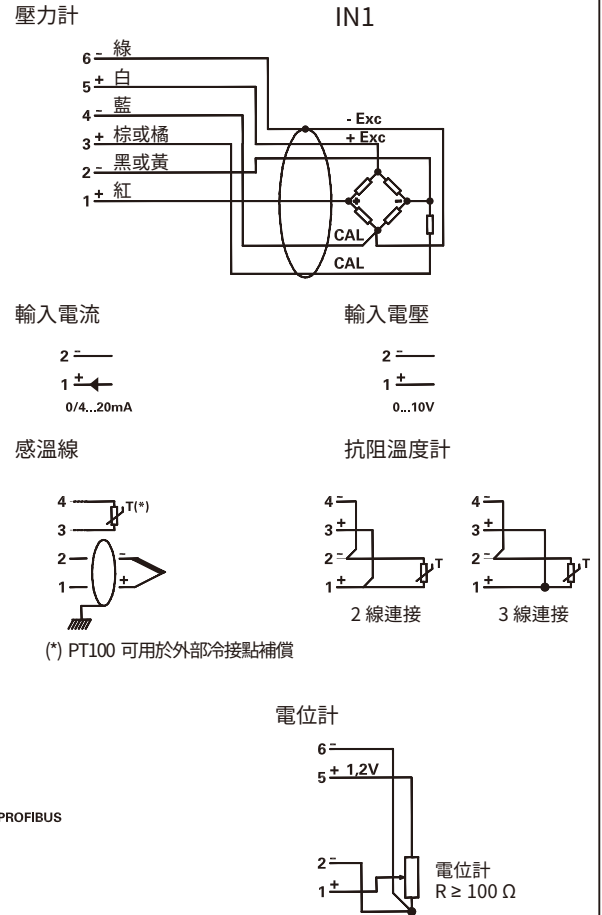 壓力計
IN1
6 - 綠
5 + 白
4 - 藍
3 + 棕或橘
2 - 黑或黃
1 + 紅
- Exc
+ Exc
+ -
CAL
CAL
輸入電流
2 -
1 +
0/4...20mA
輸入電壓
2 -
1 +
0...10V
感溫線
4
3
T(*)
2 -
1 +
(*) PT100 可用於外部冷接點補償
抗阻溫度計
4 -
3 +
2 -
1 +
T
2 線連接
4 -
3 +
2 -
1 +
T
3 線連接
電位計
6 -
5 + 1,2V
2 -
1 +
電位計
R ≥ 100 Ω
PROFIBUS